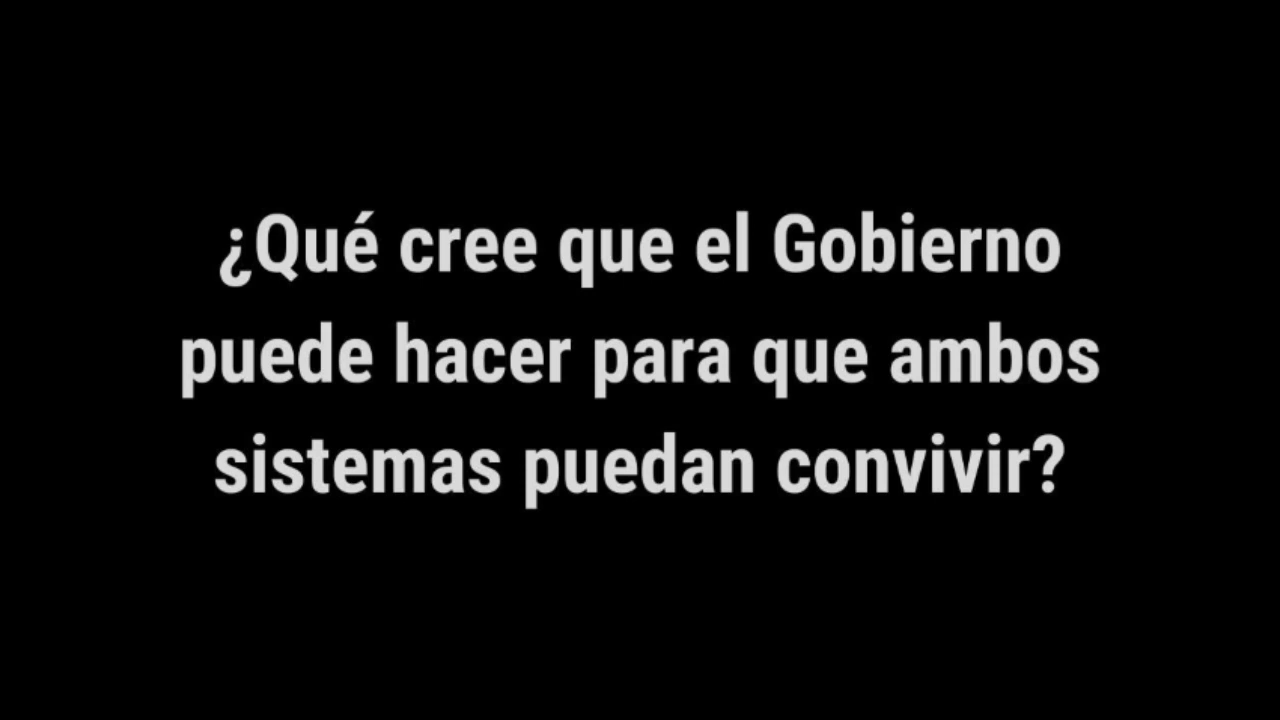 ¿Qué cree que el Gobierno
puede hacer para que ambos
sistemas puedan convivir?